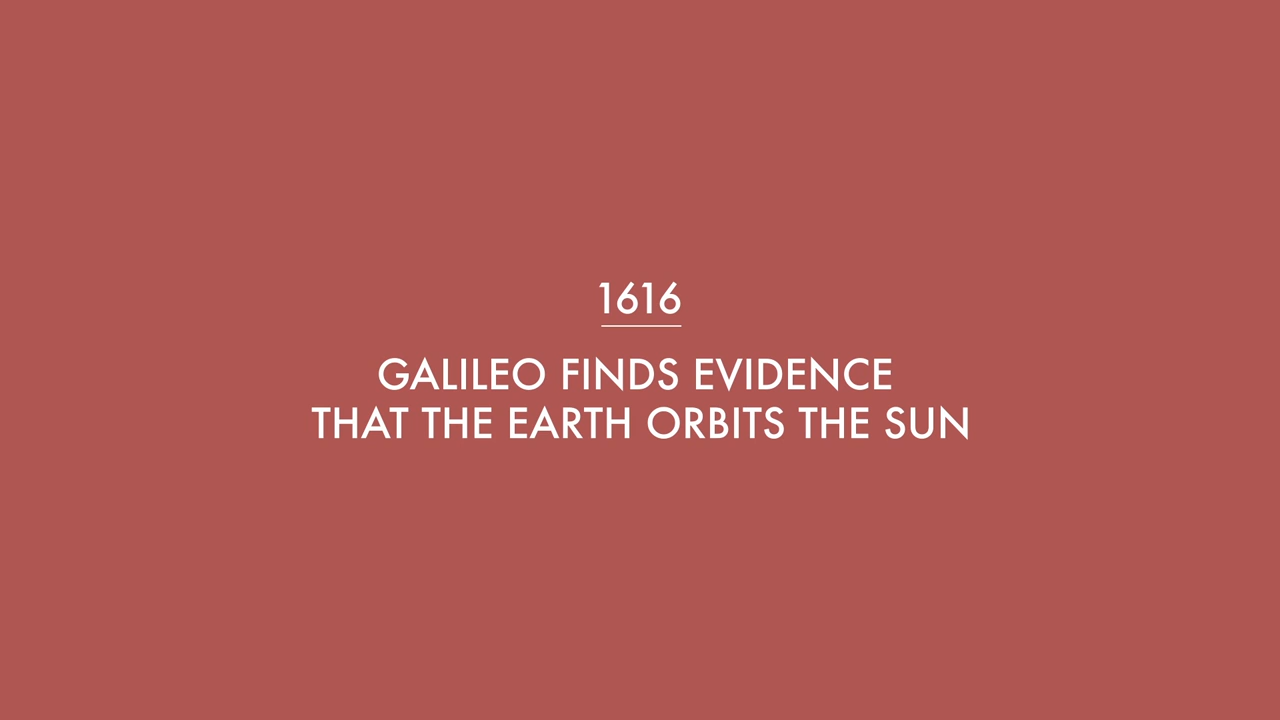 1616
GALILEO FINDS EVIDENCE
THAT THE EARTH ORBITS THE SUN